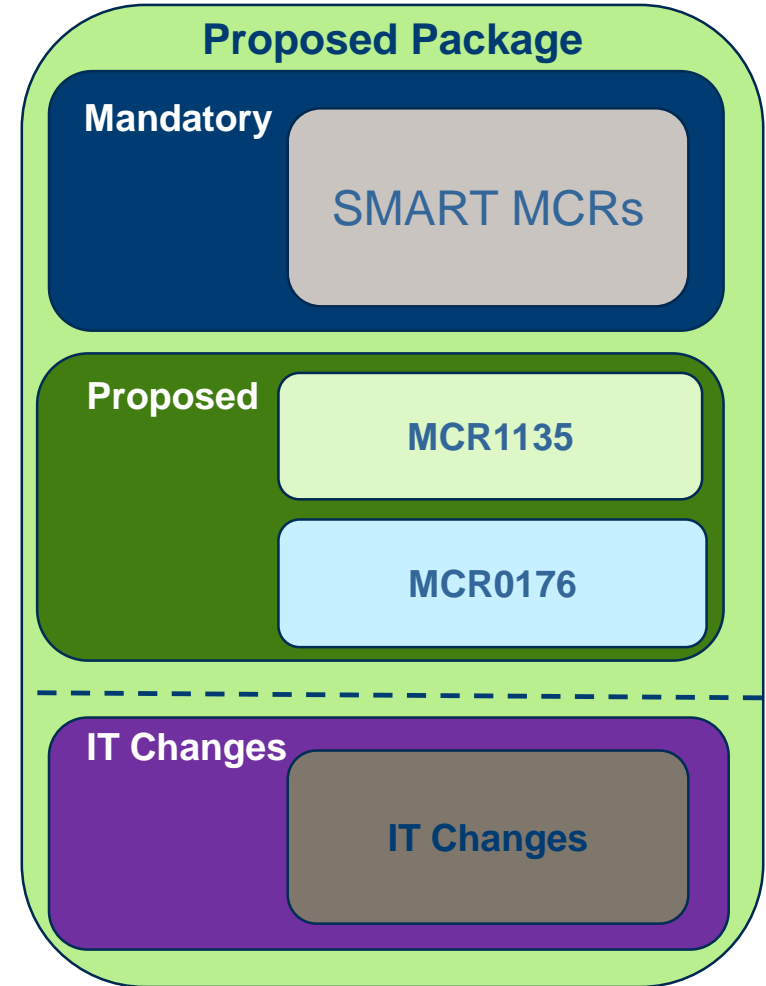 Proposed Package
Mandatory
SMART MCRs
Proposed
MCR1135
MCR0176
IT Changes
IT Changes